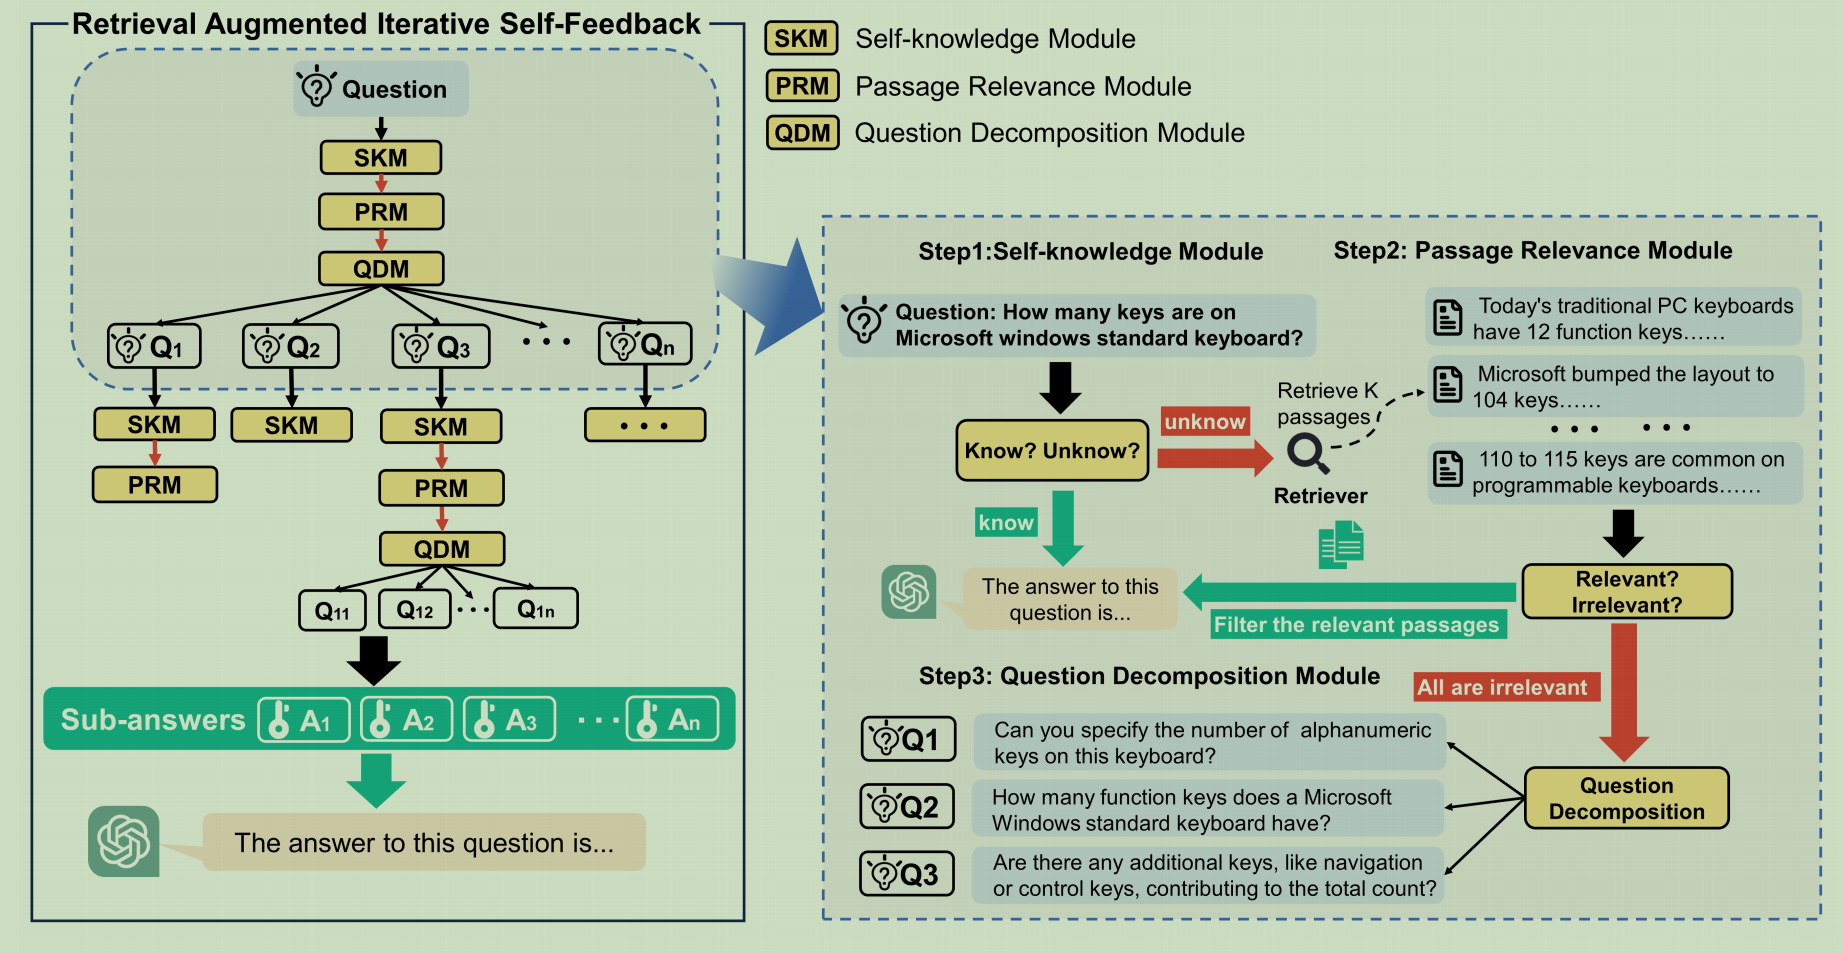 Retrieval Augmented Iterative Self-Feedback
Question
SKM
PRM
QDM
Q1
Q2
Q3
...
Qn
SKM
SKM
SKM
...
PRM
PRM
QDM
Q11
Q12
...
Q1n
Sub-answers
A1
A2
A3
...
An
The answer to this question is...
SKM Self-knowledge Module
PRM Passage Relevance Module
QDM Question Decomposition Module
Step1:Self-knowledge Module
Question: How many keys are on
Microsoft windows standard keyboard?
Know? Unknow?
unknow
know
Retrieve K
passages
Retriever
The answer to this
question is...
Step2: Passage Relevance Module
Today's traditional PC keyboards
have 12 function keys......
Microsoft bumped the layout to
104 keys......
... ...
110 to 115 keys are common on
programmable keyboards......
Relevant?
Irrelevant?
Filter the relevant passages
All are irrelevant
Step3: Question Decomposition Module
Question
Decomposition
Q1
Can you specify the number of alphanumeric
keys on this keyboard?
Q2
How many function keys does a Microsoft
Windows standard keyboard have?
Q3
Are there any additional keys, like navigation
or control keys, contributing to the total count?